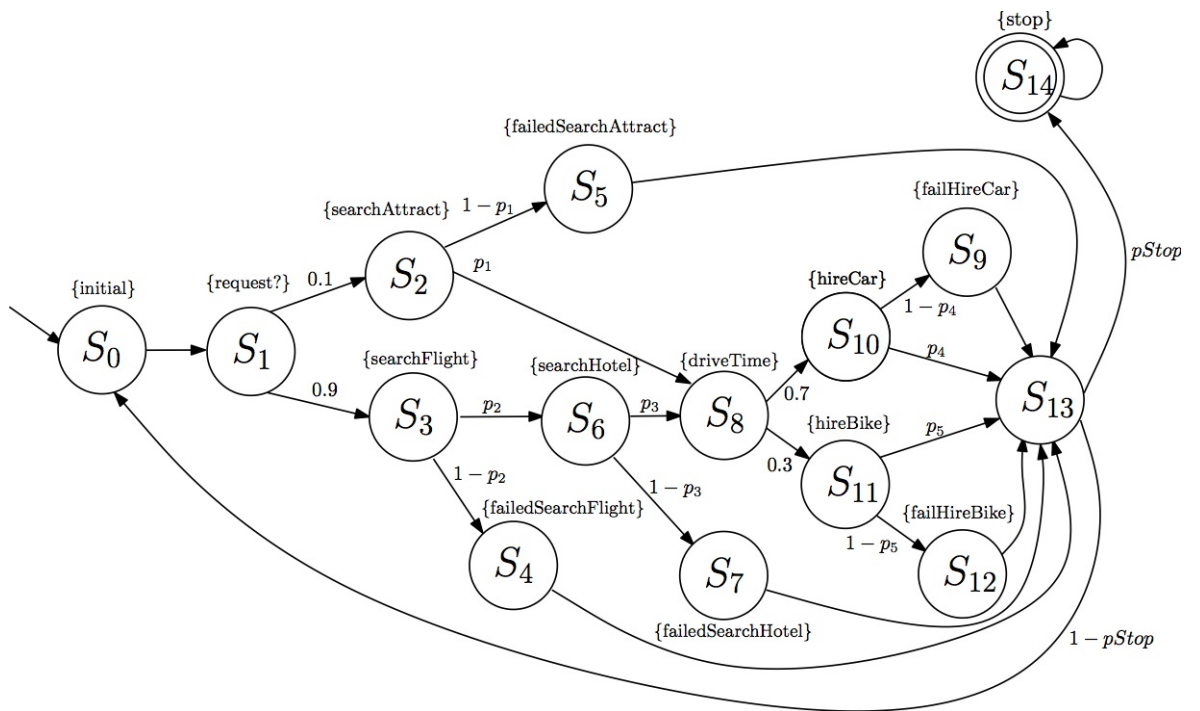 {stop}
S14
{failedSearchAttract}
S5
{failHireCar}
S9
{searchAttract}
1 − p1
S2
p1
pStop
{initial}
{request?}
0.1
{hireCar}
1 − p4
S10
p4
S0
S1
{searchFlight}
{searchHotel}
{driveTime}
0.9
S3
p2
S6
p3
S8
0.7
S13
{hireBike}
p5
0.3
S11
1 − p2
1 − p3
{failedSearchFlight}
{failHireBike}
1 − p5
S4
S7
S12
{failedSearchHotel}
1 − pStop